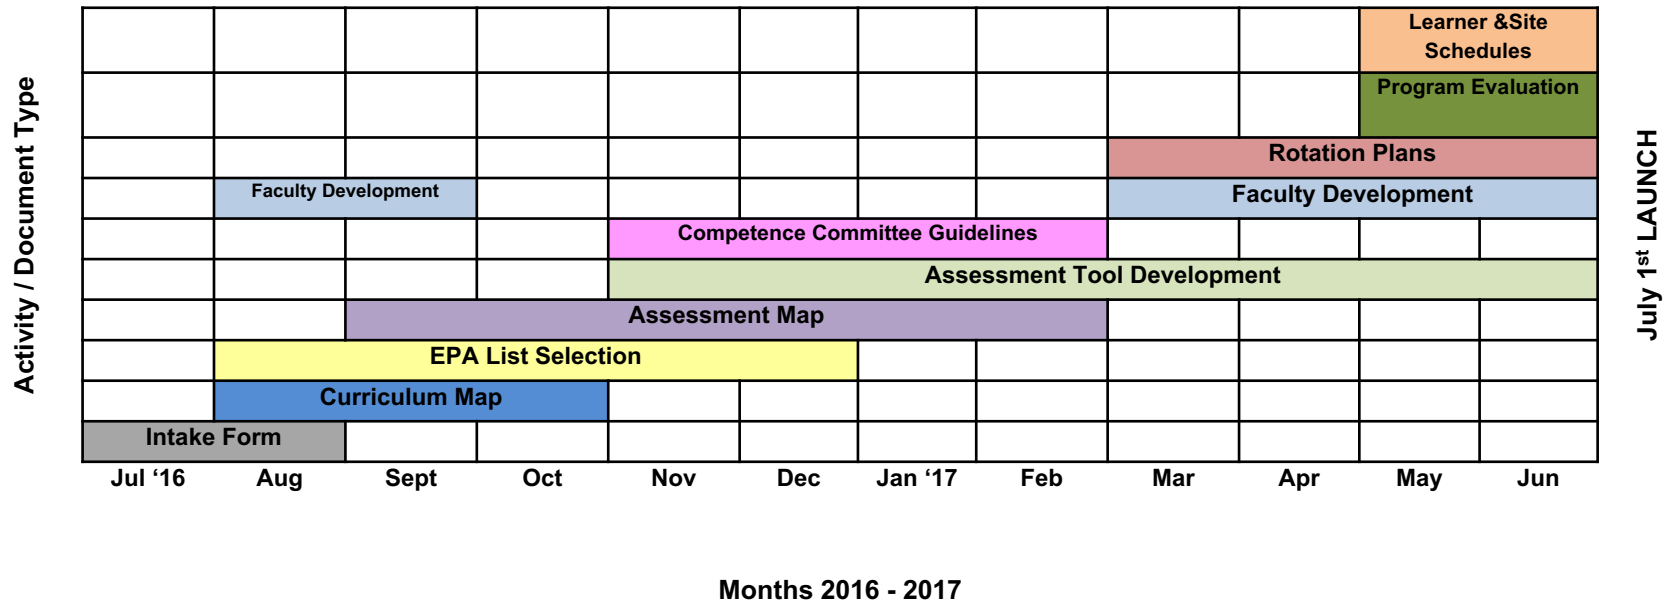 Learner &Site
Schedules
Program Evaluation
Rotation Plans
Faculty Development
Faculty Development
Competence Committee Guidelines
Assessment Tool Development
Assessment Map
EPA List Selection
Curriculum Map
Intake Form
Jul ‘16 Aug Sept Oct Nov Dec Jan ‘17 Feb Mar Apr May Jun
Months 2016 - 2017
Activity / Document Type
July 1st LAUNCH